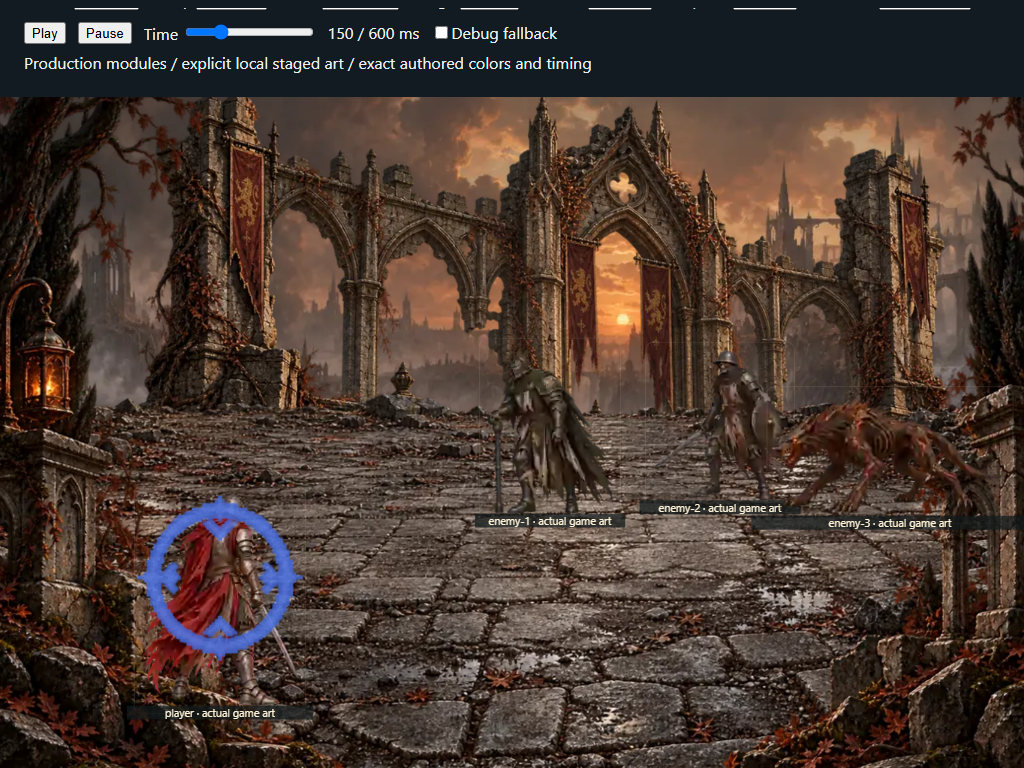 Play Pause Time 150 / 600 ms Debug fallback
Production modules / explicit local staged art / exact authored colors and timing
enemy-1 · actual game art
enemy-2 · actual game art
enemy-3 · actual game art
player · actual game art